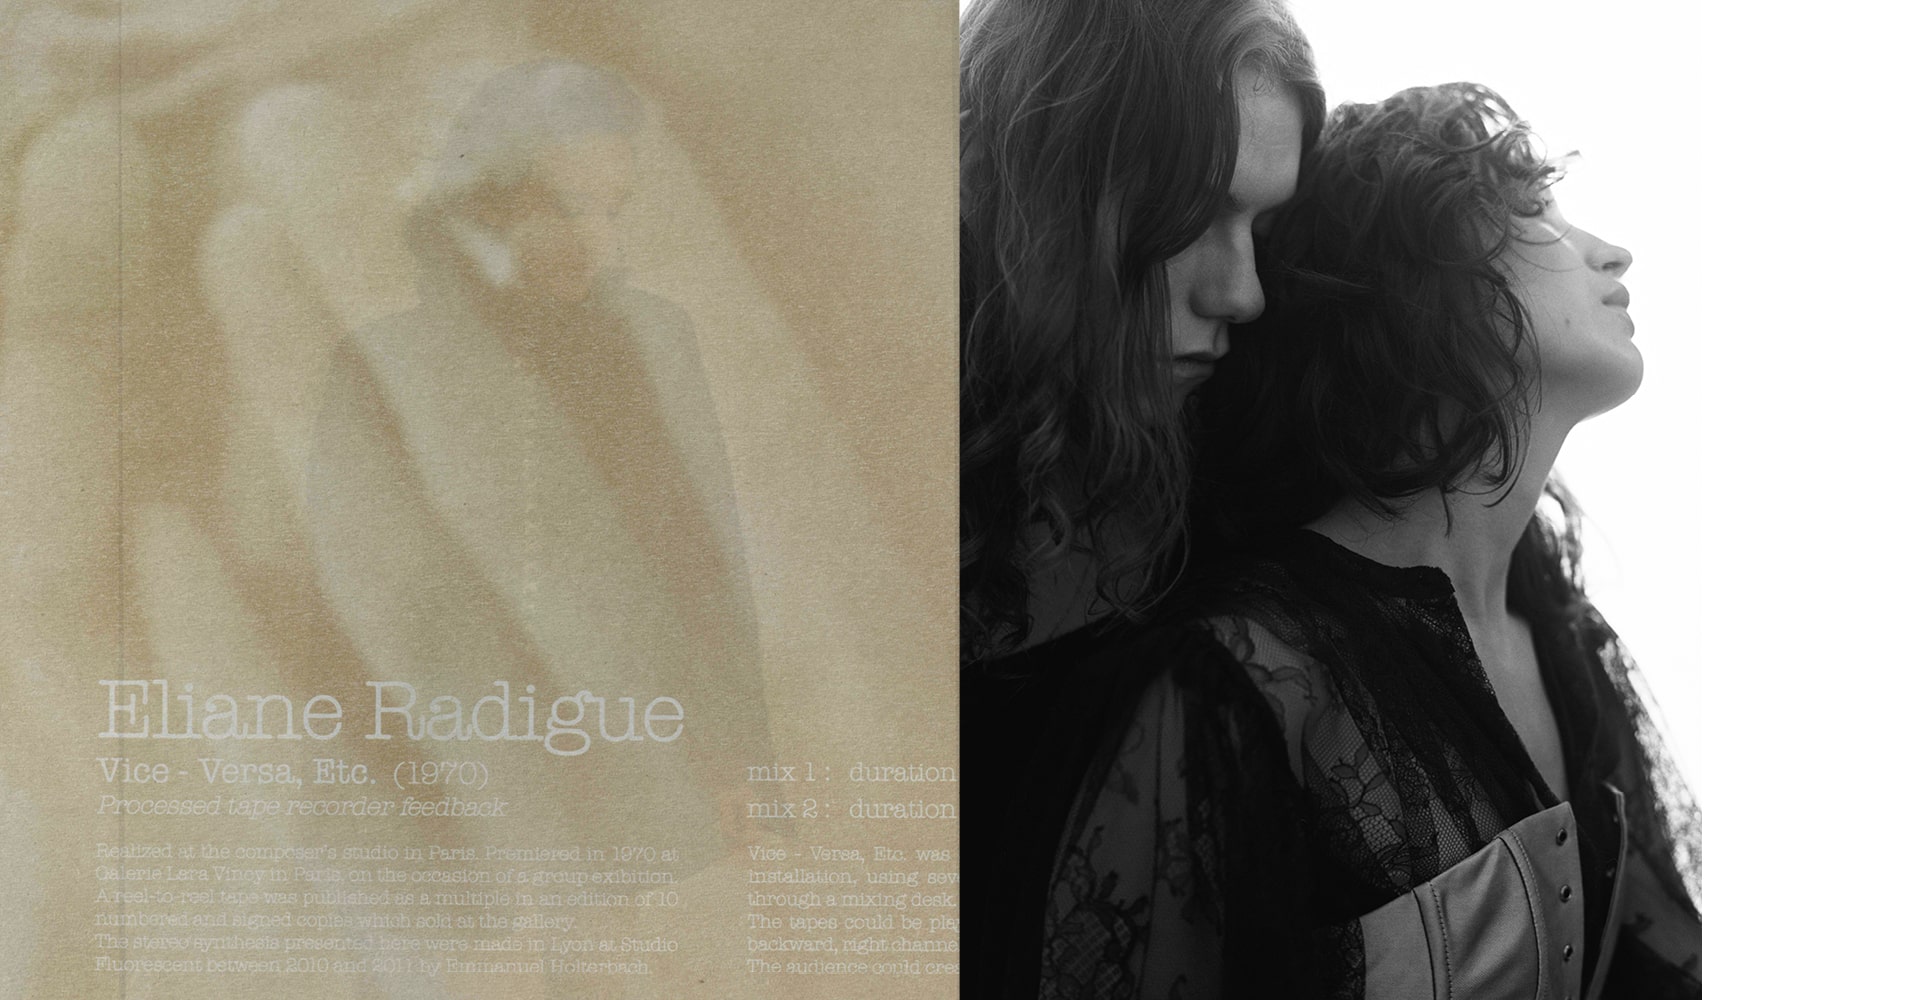 Eliane Radigue
Vice - Versa, Etc. (1970)
Processed tape recorder feedback
Realized at the composer's studio in Paris. Premiered in 1970 at
Galerie Lara Vincy in Paris, on the occasion of a group exibition.
A reel-to-reel tape was published as a multiple in an edition of 10
numbered and signed copies which sold at the gallery.
The stereo synthesis presented here were made in Lyon at Studio
Fluorescent between 2010 and 2011 by Emmanuel Holterbach.
mix 1 : duration
mix 2 : duration
Vice - Versa, Etc. was
installation, using sev
through a mixing desk.
The tapes could be pla
backward, right channe
The audience could crea